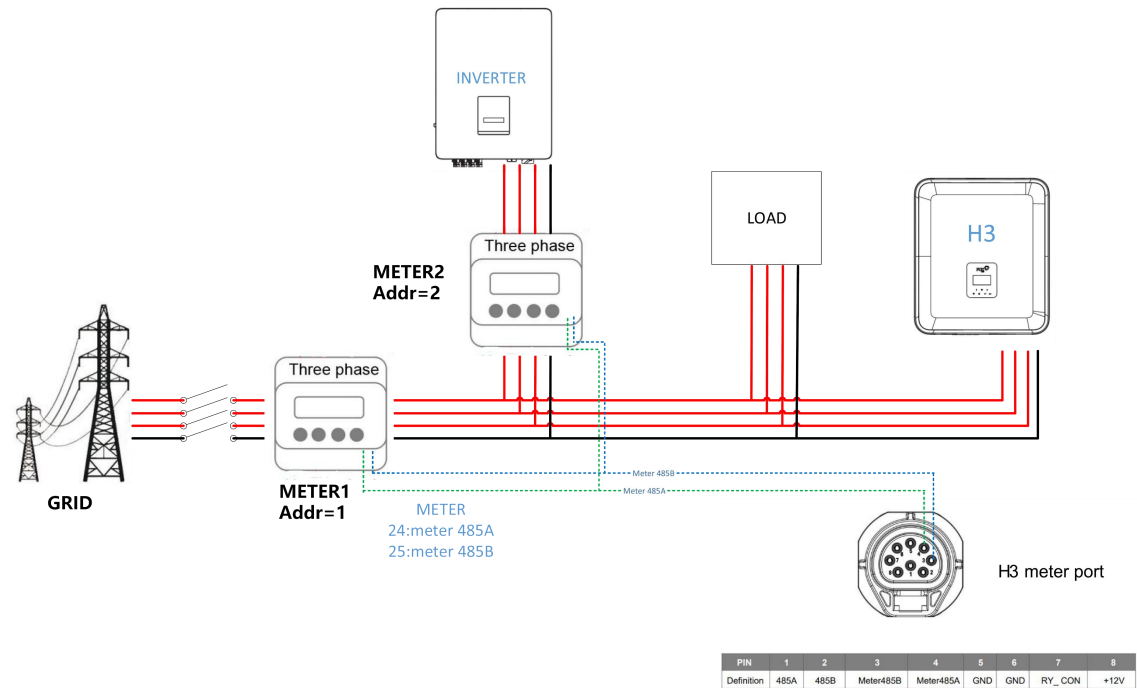 INVERTER
Three phase
METER2
Addr=2
LOAD
H3
Three phase
GRID
METER1
Addr=1
Meter 485B
Meter 485A
METER
24:meter 485A
25:meter 485B
H3 meter port
PIN 1 2 3 4 5 6 7 8
Definition 485A 485B Meter485B Meter485A GND GND RY_ CON +12V